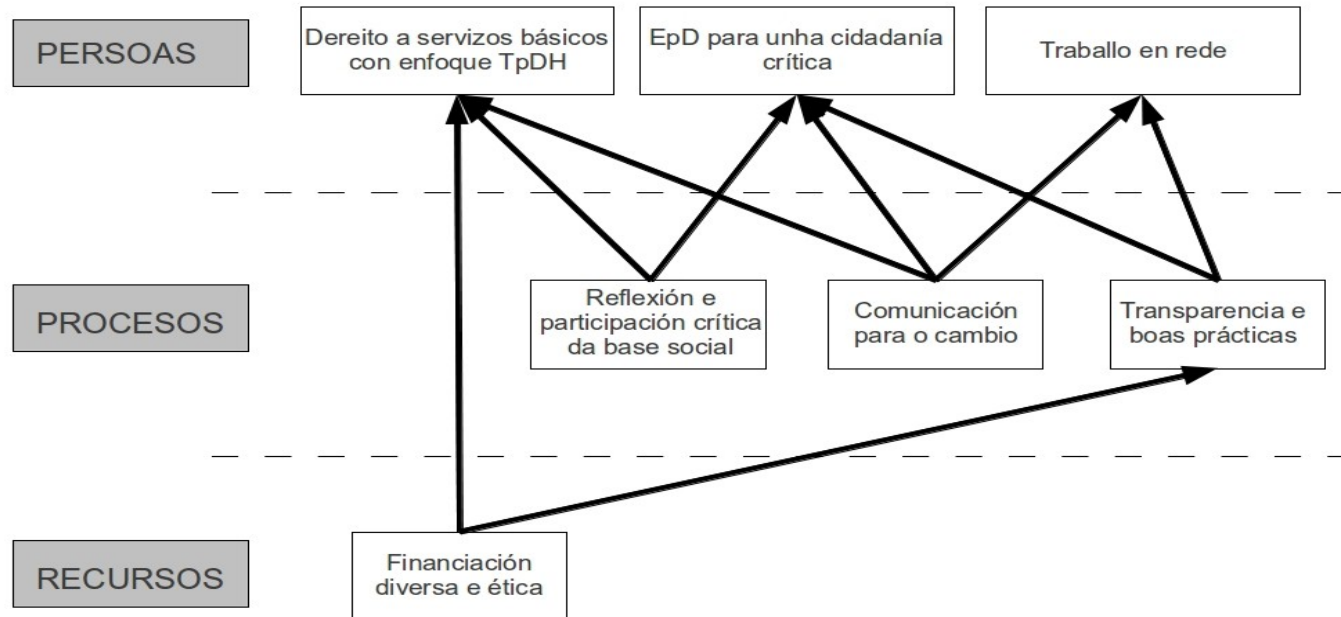 PERSOAS
Dereito a servizos básicos
con enfoque TpDH
EpD para unha cidadanía
crítica
Traballo en rede
PROCESOS
Reflexión e
participación crítica
da base social
Comunicación
para o cambio
Transparencia e
boas prácticas
RECURSOS
Financiación
diversa e ética